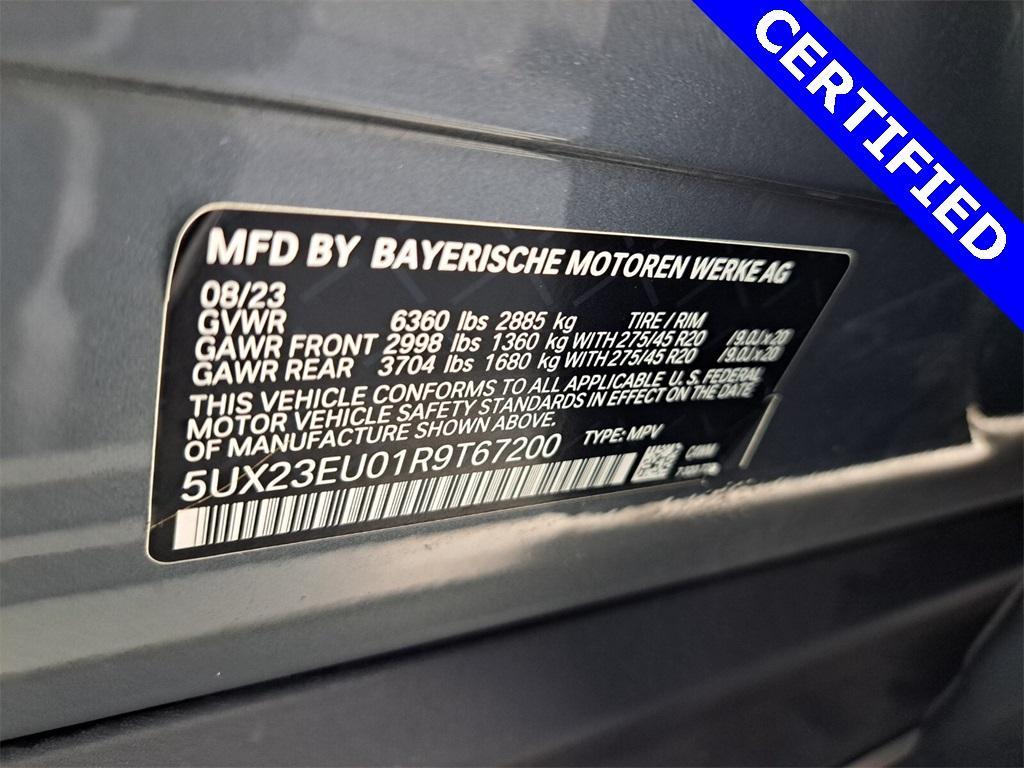 CERTIFIED
MFD BY BAYERISCHE MOTOREN WERKE AG
08/23
GVWR 6360 lbs 2885 kg TIRE / RIM
GAWR FRONT 2998 lbs 1360 kg WITH 275/45 R20 /9.0J x 20
GAWR REAR 3704 lbs 1680 kg WITH 275/45 R20 /9.0J x 20
THIS VEHICLE CONFORMS TO ALL APPLICABLE U.S. FEDERAL
MOTOR VEHICLE SAFETY STANDARDS IN EFFECT ON THE DATE
OF MANUFACTURE SHOWN ABOVE.
5UX23EU01R9T67200 TYPE: MPV